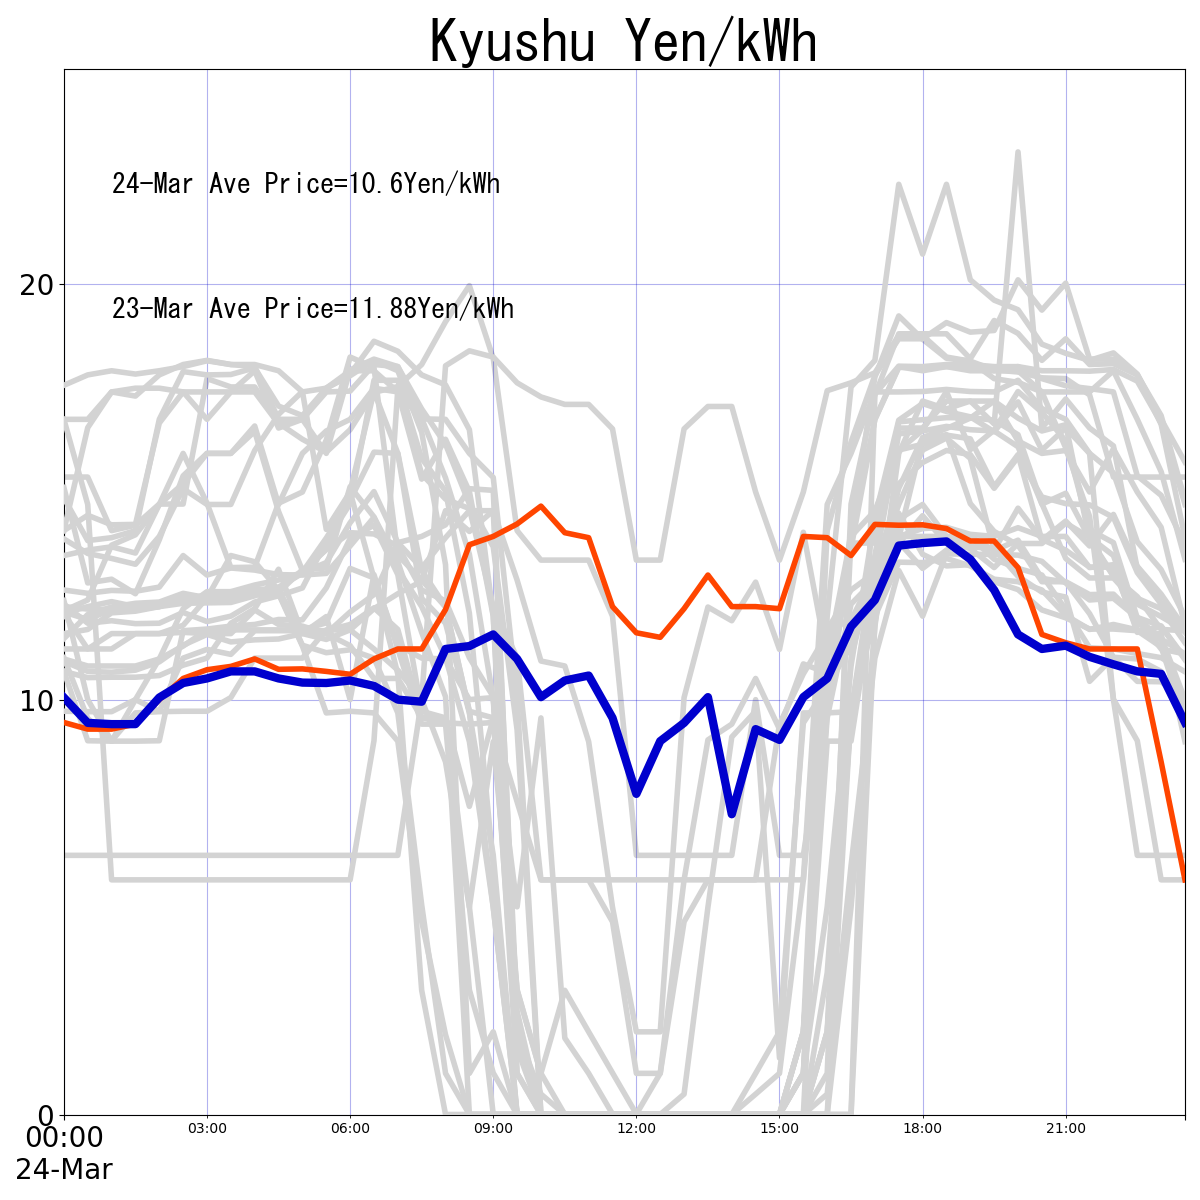 Kyushu Yen/kWh
24-Mar Ave Price=10.6Yen/kWh
23-Mar Ave Price=11.88Yen/kWh
20
10
0
00:00 03:00 06:00 09:00 12:00 15:00 18:00 21:00
24-Mar